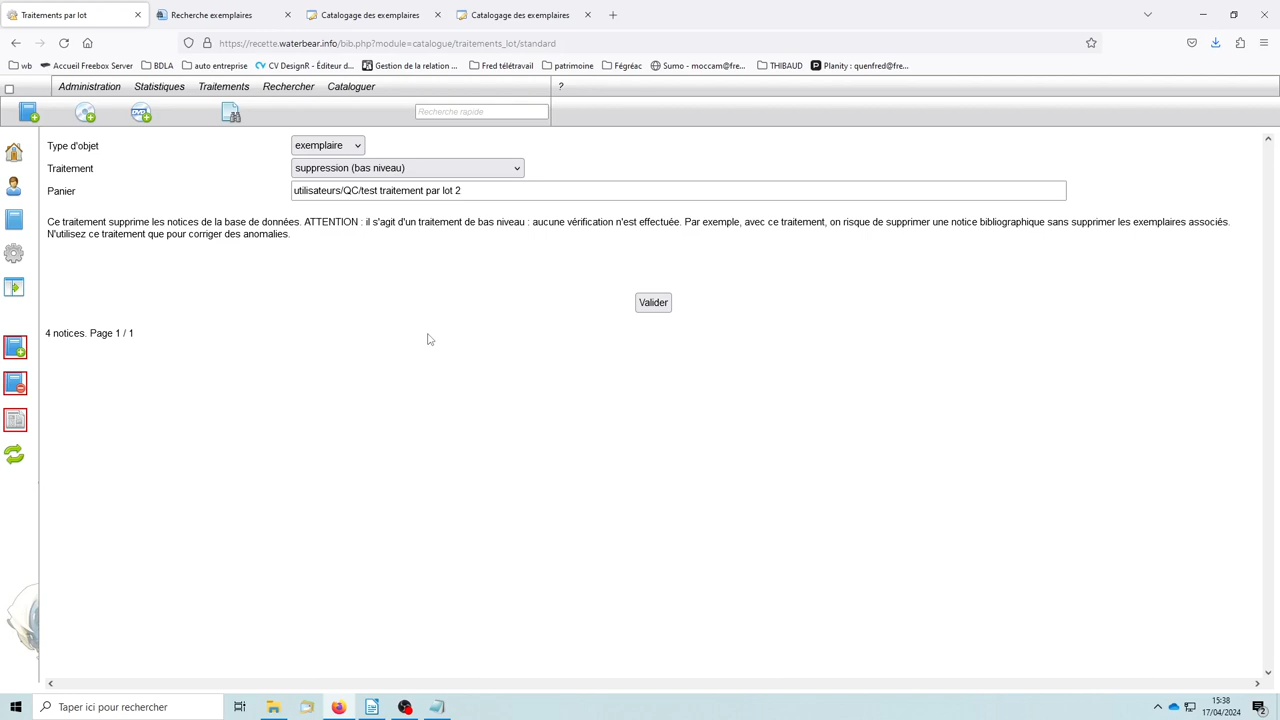 Traitements par lot
Recherche exemplaires
Catalogage des exemplaires
Catalogage des exemplaires
https://recette.waterbear.info/bib.php?module=catalogue/traitements_lot/standard
wb
Accueil Freebox Server
BDLA
auto entreprise
CV DesignR - Éditeur d...
Gestion de la relation ...
Fred télétravail
patrimoine
Fégréac
Sumo - moccam@fre...
THIBAUD
Planity : quenfred@fre...
Administration
Statistiques
Traitements
Rechercher
Cataloguer
?
Recherche rapide
Type d'objet
exemplaire
Traitement
suppression (bas niveau)
Panier
utilisateurs/QC/test traitement par lot 2
Ce traitement supprime les notices de la base de données. ATTENTION : il s'agit d'un traitement de bas niveau : aucune vérification n'est effectuée. Par exemple, avec ce traitement, on risque de supprimer une notice bibliographique sans supprimer les exemplaires associés.
N'utilisez ce traitement que pour corriger des anomalies.
Valider
4 notices. Page 1 / 1
Taper ici pour rechercher
15:38
17/04/2024
2